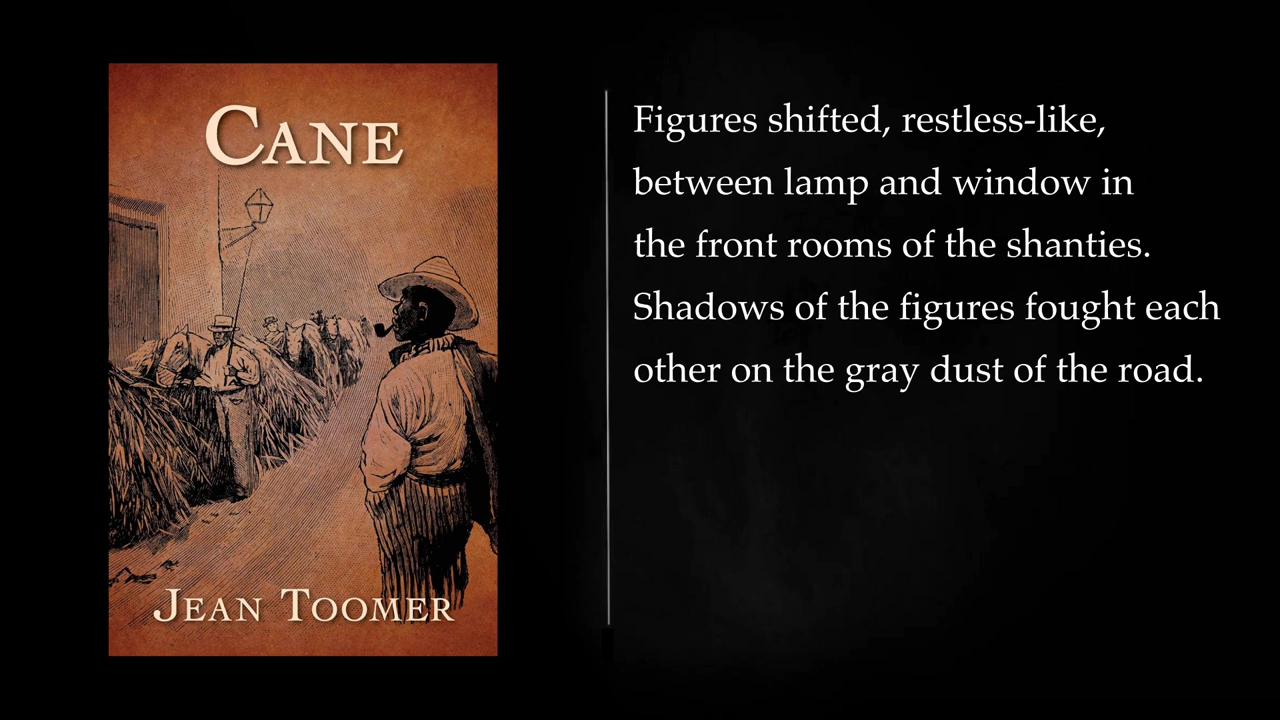 CANE
JEAN TOOMER
Figures shifted, restless-like,
between lamp and window in
the front rooms of the shanties.
Shadows of the figures fought each
other on the gray dust of the road.